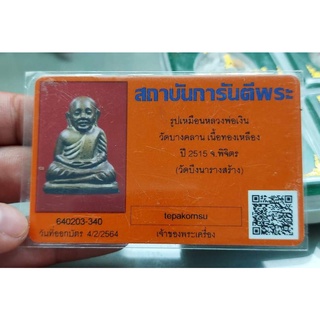 สถาบันการันตีพระ
รูปเหมือนหลวงพ่อเงิน
วัดบางคลาน เนื้อทองเหลือง
ปี 2515 จ.พิจิตร
(วัดบึงนารางสร้าง)
tepakornsu
640203-340
วันที่ออกบัตร 4/2/2564
เจ้าของพระเครื่อง